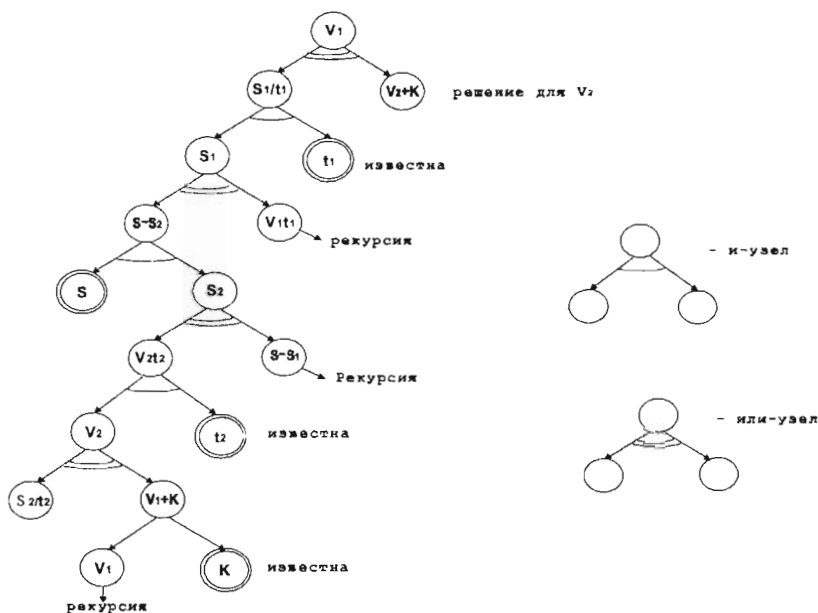 V1
S1/t1
V2+K решение для V2
S1
t1 известна
S-S2
V1t1
рекурсия
- и-узел
S
S2
V2t2
S-S1
Рекурсия
V2
t2 известна
- или-узел
S2/t2
V1+K
V1
K известна
рекурсия